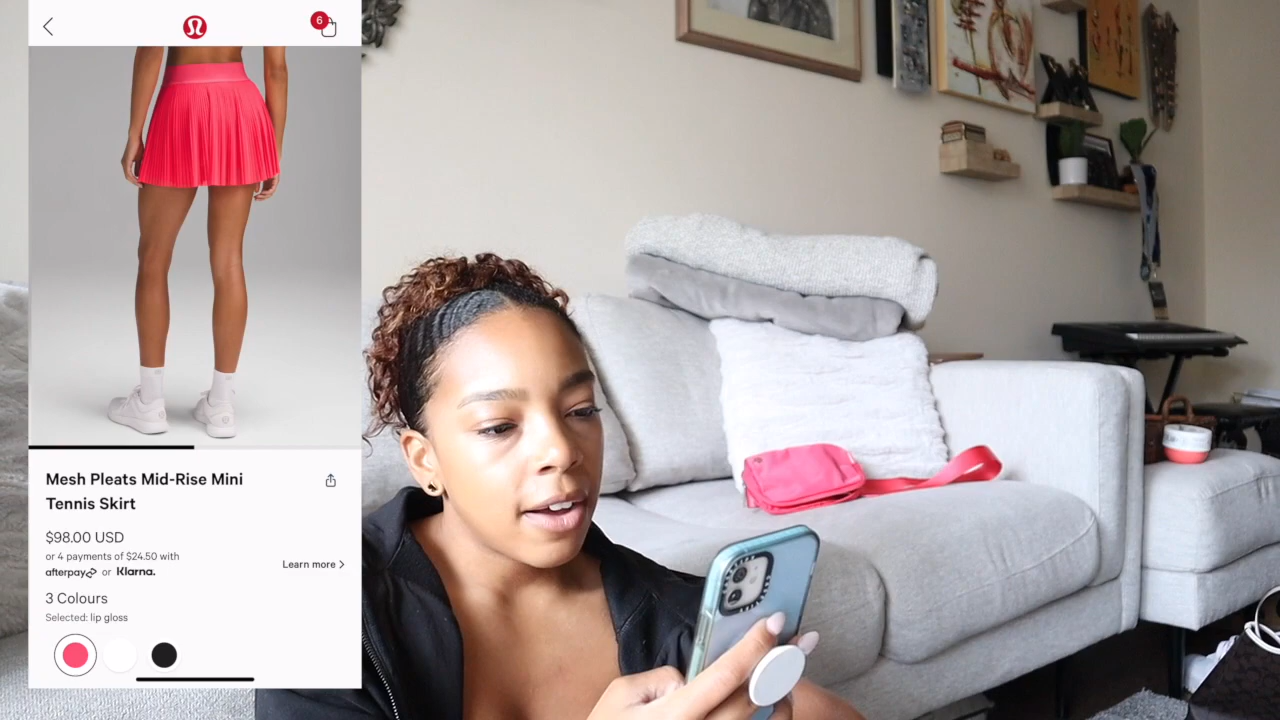 6
Mesh Pleats Mid-Rise Mini
Tennis Skirt
$98.00 USD
or 4 payments of $24.50 with
afterpay or Klarna.
Learn more
3 Colours
Selected: lip gloss